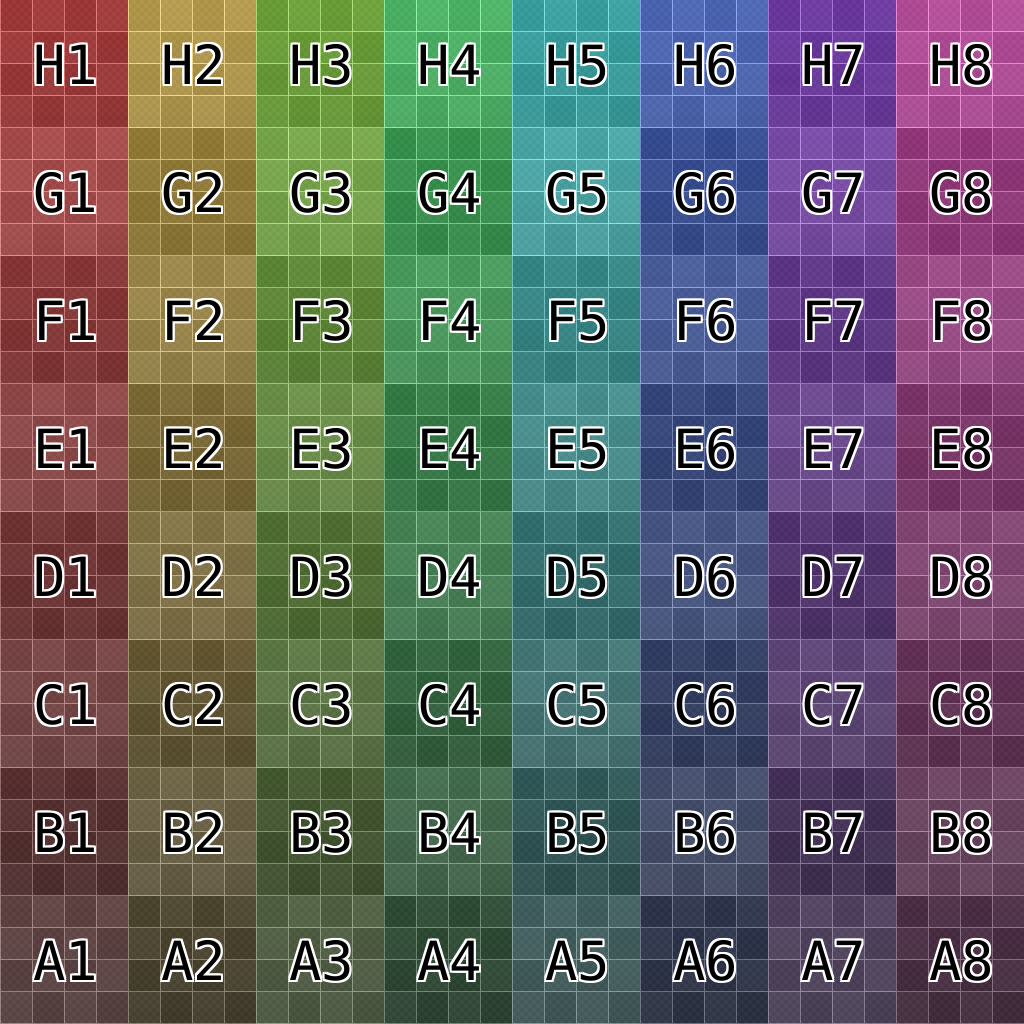 H1 H2 H3 H4 H5 H6 H7 H8
G1 G2 G3 G4 G5 G6 G7 G8
F1 F2 F3 F4 F5 F6 F7 F8
E1 E2 E3 E4 E5 E6 E7 E8
D1 D2 D3 D4 D5 D6 D7 D8
C1 C2 C3 C4 C5 C6 C7 C8
B1 B2 B3 B4 B5 B6 B7 B8
A1 A2 A3 A4 A5 A6 A7 A8